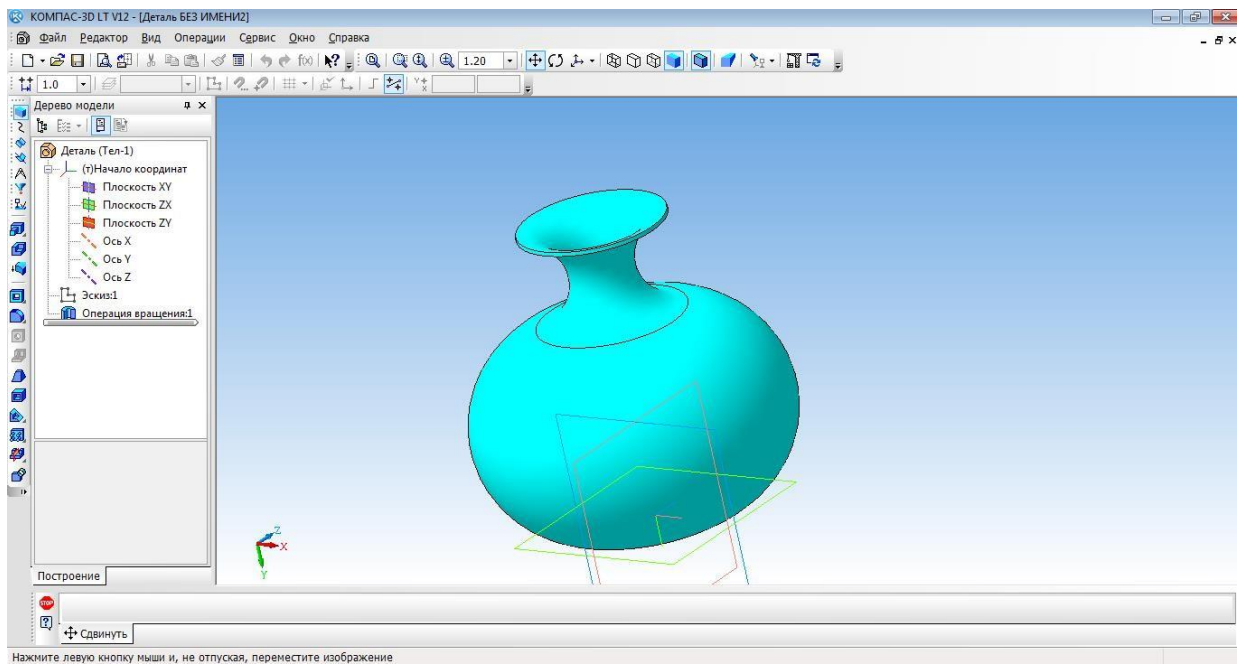 КОМПАС-3D LT V12 - [Деталь БЕЗ ИМЕНИ2]
Файл Редактор Вид Операции Сервис Окно Справка
1.20
1.0
Дерево модели
Деталь (Тел-1)
(т)Начало координат
Плоскость XY
Плоскость ZX
Плоскость ZY
Ось X
Ось Y
Ось Z
Эскиз:1
Операция вращения:1
Z
X
Y
Построение
STOP
Сдвинуть
Нажмите левую кнопку мыши и, не отпуская, переместите изображение